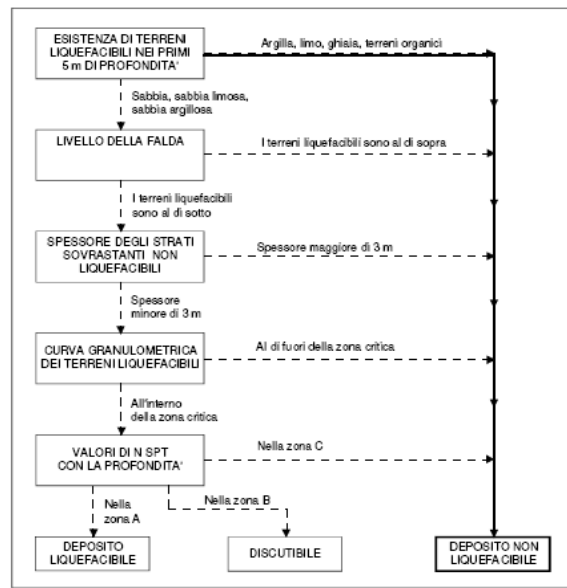 ESISTENZA DI TERRENI
LIQUEFACIBILI NEI PRIMI
5 m DI PROFONDITA'
Argilla, limo, ghiaia, terreni organici
Sabbia, sabbia limosa,
sabbia argillosa
LIVELLO DELLA FALDA
I terreni liquefacibili sono al di sopra
I terreni liquefacibili
sono al di sotto
SPESSORE DEGLI STRATI
SOVRASTANTI NON
LIQUEFACIBILI
Spessore maggiore di 3 m
Spessore
minore di 3 m
CURVA GRANULOMETRICA
DEI TERRENI LIQUEFACIBILI
Al di fuori della zona critica
All'interno
della zona critica
VALORI DI N SPT
CON LA PROFONDITA'
Nella zona C
Nella
zona A
Nella zona B
DEPOSITO
LIQUEFACIBILE
DISCUTIBILE
DEPOSITO NON
LIQUEFACIBILE